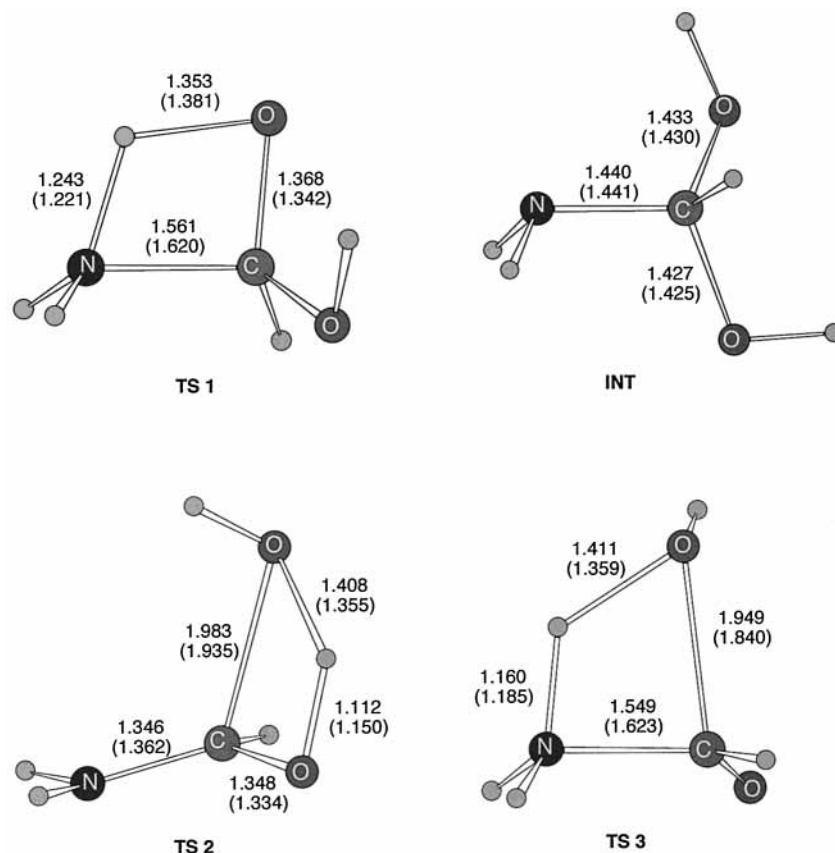 1.353
(1.381)
O
1.243
(1.221)
1.368
(1.342)
1.561
(1.620)
N
C
O
TS 1
O
1.433
(1.430)
1.440
(1.441)
N
C
1.427
(1.425)
O
INT
O
1.408
(1.355)
1.983
(1.935)
1.112
(1.150)
1.346
(1.362)
C
N
O
1.348
(1.334)
TS 2
1.411
(1.359)
O
1.949
(1.840)
1.160
(1.185)
1.549
(1.623)
N
C
O
TS 3